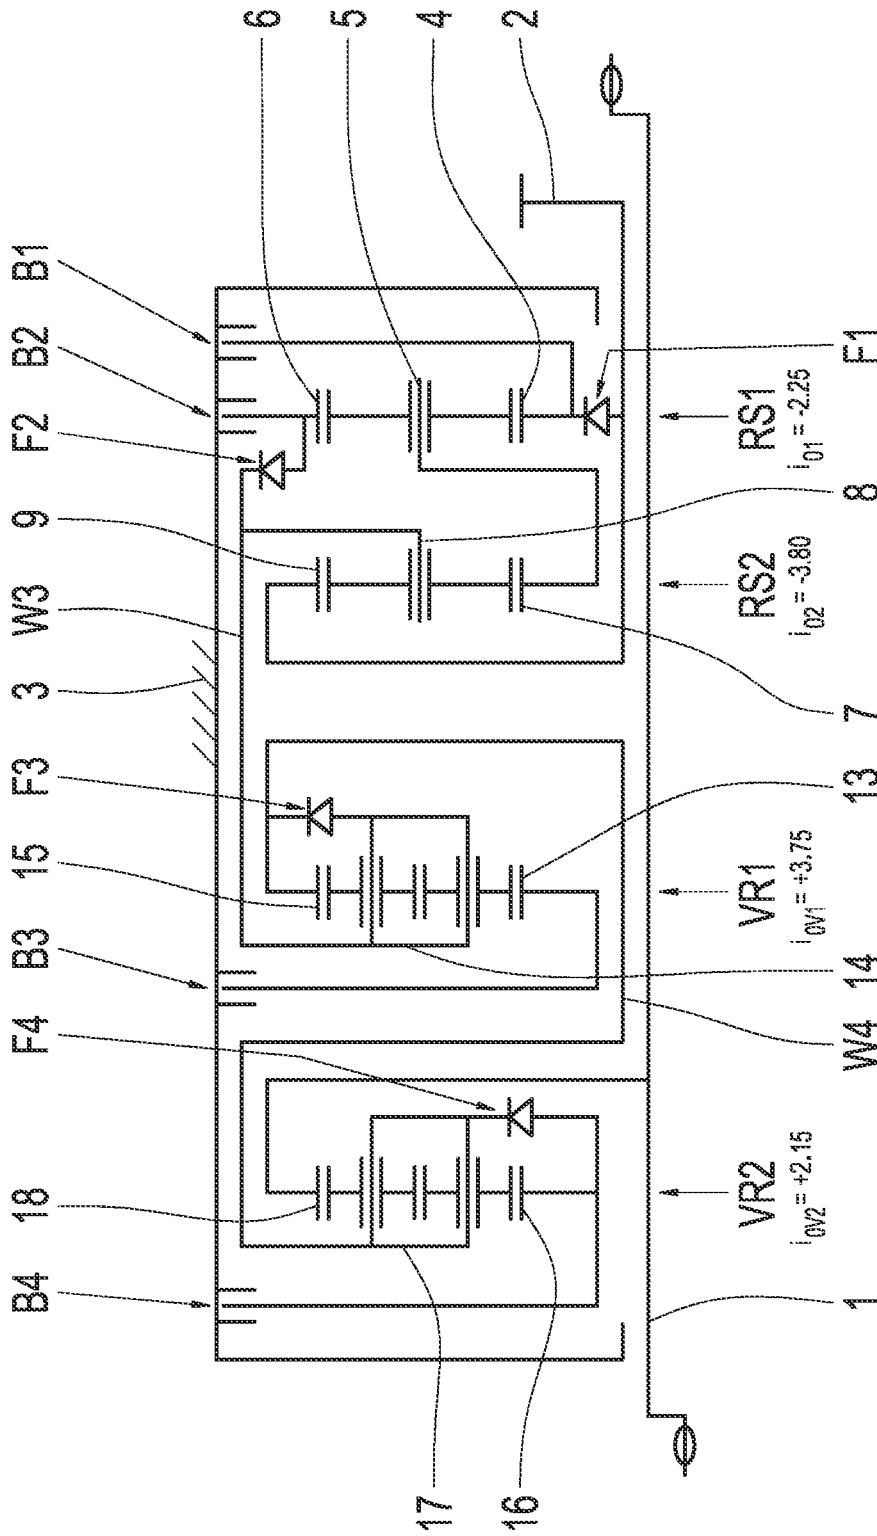 B4
18
F4
B3
15
F3
3
W3
9
F2
B2
B1
6
5
4
2
17
16
VR2
i0V2 = +2.15
VR1
i0V1 = +3.75
RS2
i02 = -3.80
RS1
i01 = -2.25
1
W4
14
13
7
8
F1